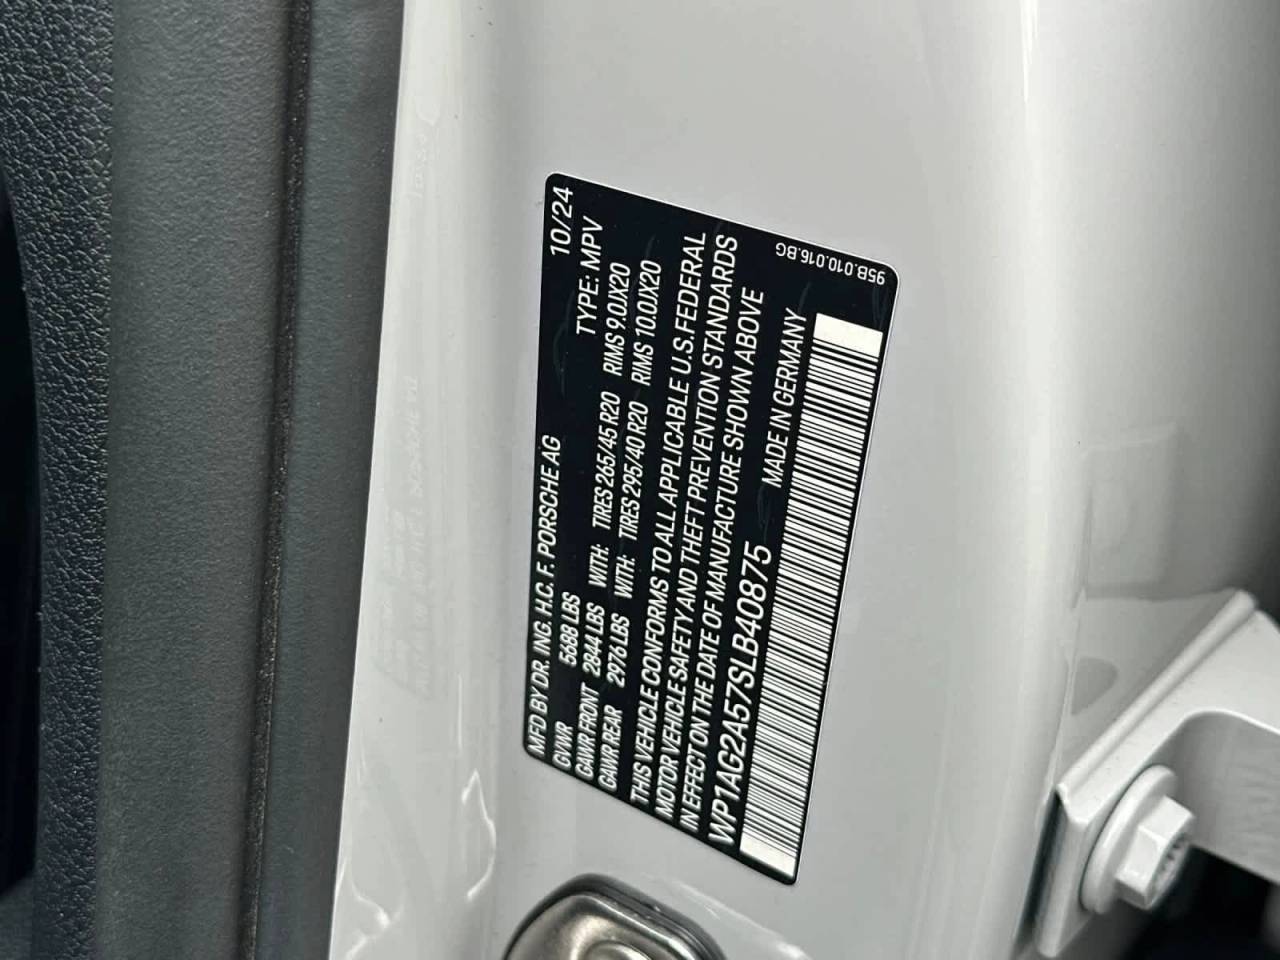 10/24
MFD BY DR. ING. H.C. F. PORSCHE AG TYPE: MPV
GVWR 5688 LBS
GAWR FRONT 2844 LBS WITH: TIRES 265/45 R20 RIMS 9.0JX20
GAWR REAR 2976 LBS WITH: TIRES 295/40 R20 RIMS 10.0JX20
THIS VEHICLE CONFORMS TO ALL APPLICABLE U.S.FEDERAL
MOTOR VEHICLE SAFETY AND THEFT PREVENTION STANDARDS
IN EFFECT ON THE DATE OF MANUFACTURE SHOWN ABOVE
WP1AG2A57SLB40875 MADE IN GERMANY
95B.010.016.BG